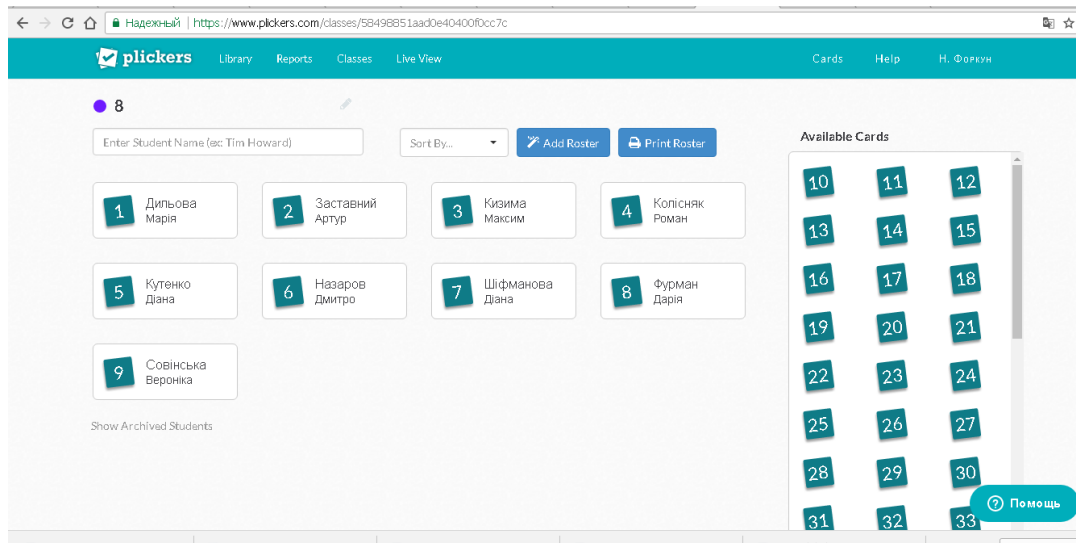 Надежный | https://www.plickers.com/classes/58498851aad0e40400f0cc7c
plickers Library Reports Classes Live View Cards Help Н. Форкун
8
Enter Student Name (ex: Tim Howard) Sort By... Add Roster Print Roster
Available Cards
1 Дильова Марія
2 Заставний Артур
3 Кизима Максим
4 Колісняк Роман
5 Кутенко Діана
6 Назаров Дмитро
7 Шіфманова Діана
8 Фурман Дарія
9 Совінська Вероніка
Show Archived Students
10 11 12
13 14 15
16 17 18
19 20 21
22 23 24
25 26 27
28 29 30
31 32 33
Помощь